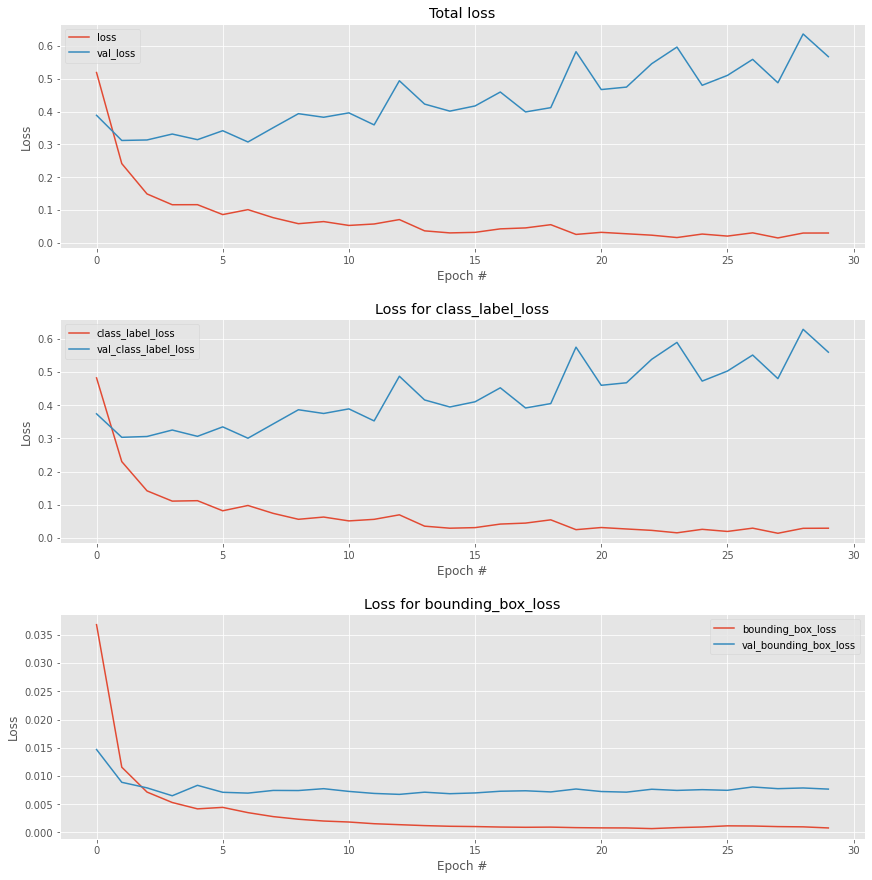 Total loss
loss
val_loss
0.6
0.5
0.4
0.3
0.2
0.1
0.0
Loss
0 5 10 15 20 25 30
Epoch #
Loss for class_label_loss
class_label_loss
val_class_label_loss
0.6
0.5
0.4
0.3
0.2
0.1
0.0
Loss
0 5 10 15 20 25 30
Epoch #
Loss for bounding_box_loss
bounding_box_loss
val_bounding_box_loss
0.035
0.030
0.025
0.020
0.015
0.010
0.005
0.000
Loss
0 5 10 15 20 25 30
Epoch #